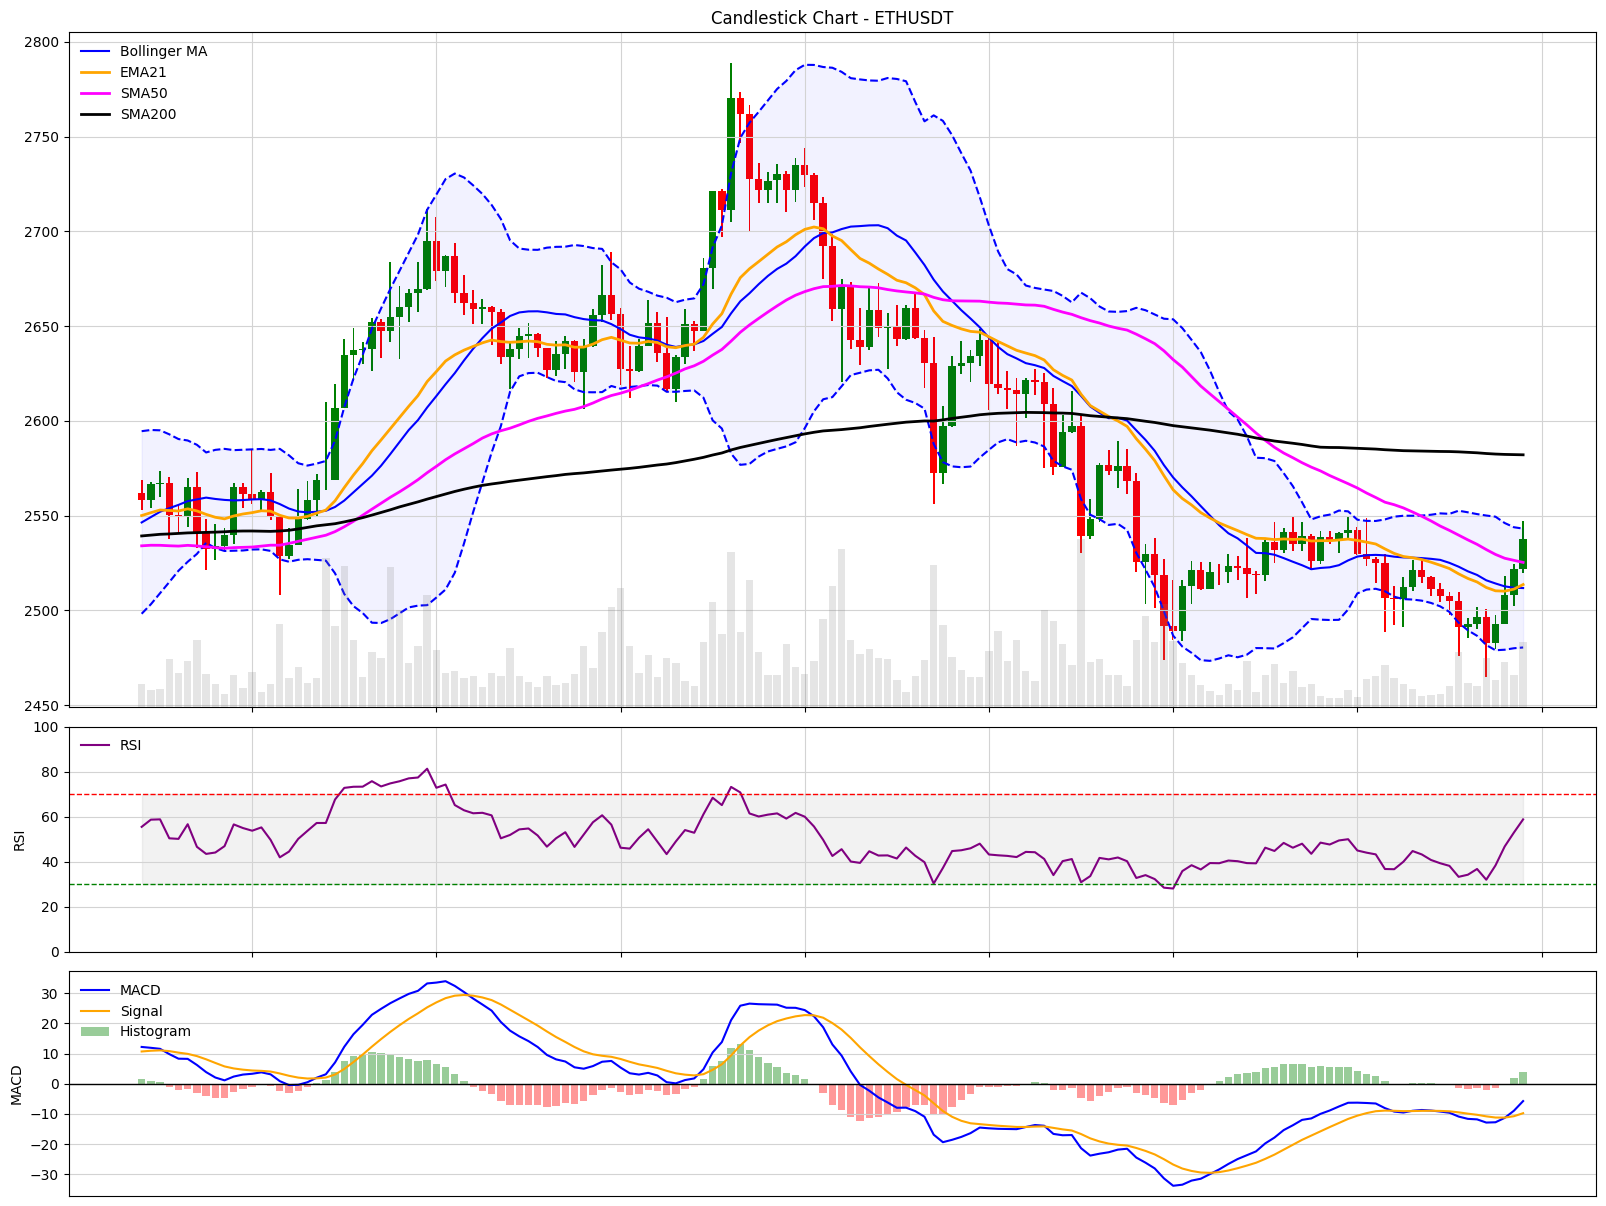 Candlestick Chart - ETHUSDT
2800
2750
2700
2650
2600
2550
2500
2450
Bollinger MA
EMA21
SMA50
SMA200
100
80
60
40
20
0
RSI
RSI
30
20
10
0
−10
−20
−30
MACD
MACD
Signal
Histogram